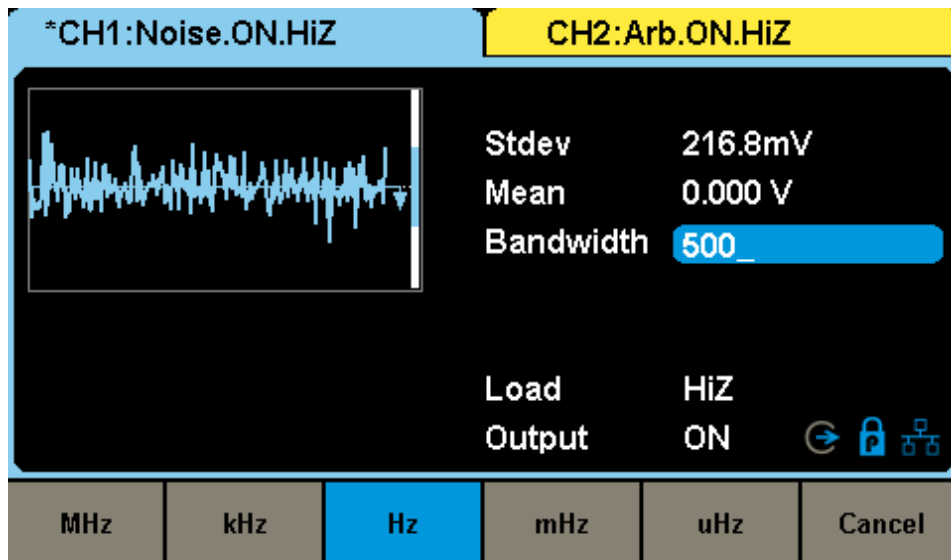 *CH1:Noise.ON.HiZ CH2:Arb.ON.HiZ
Stdev 216.8mV
Mean 0.000 V
Bandwidth 500_
Load HiZ
Output ON P
MHz kHz Hz mHz uHz Cancel